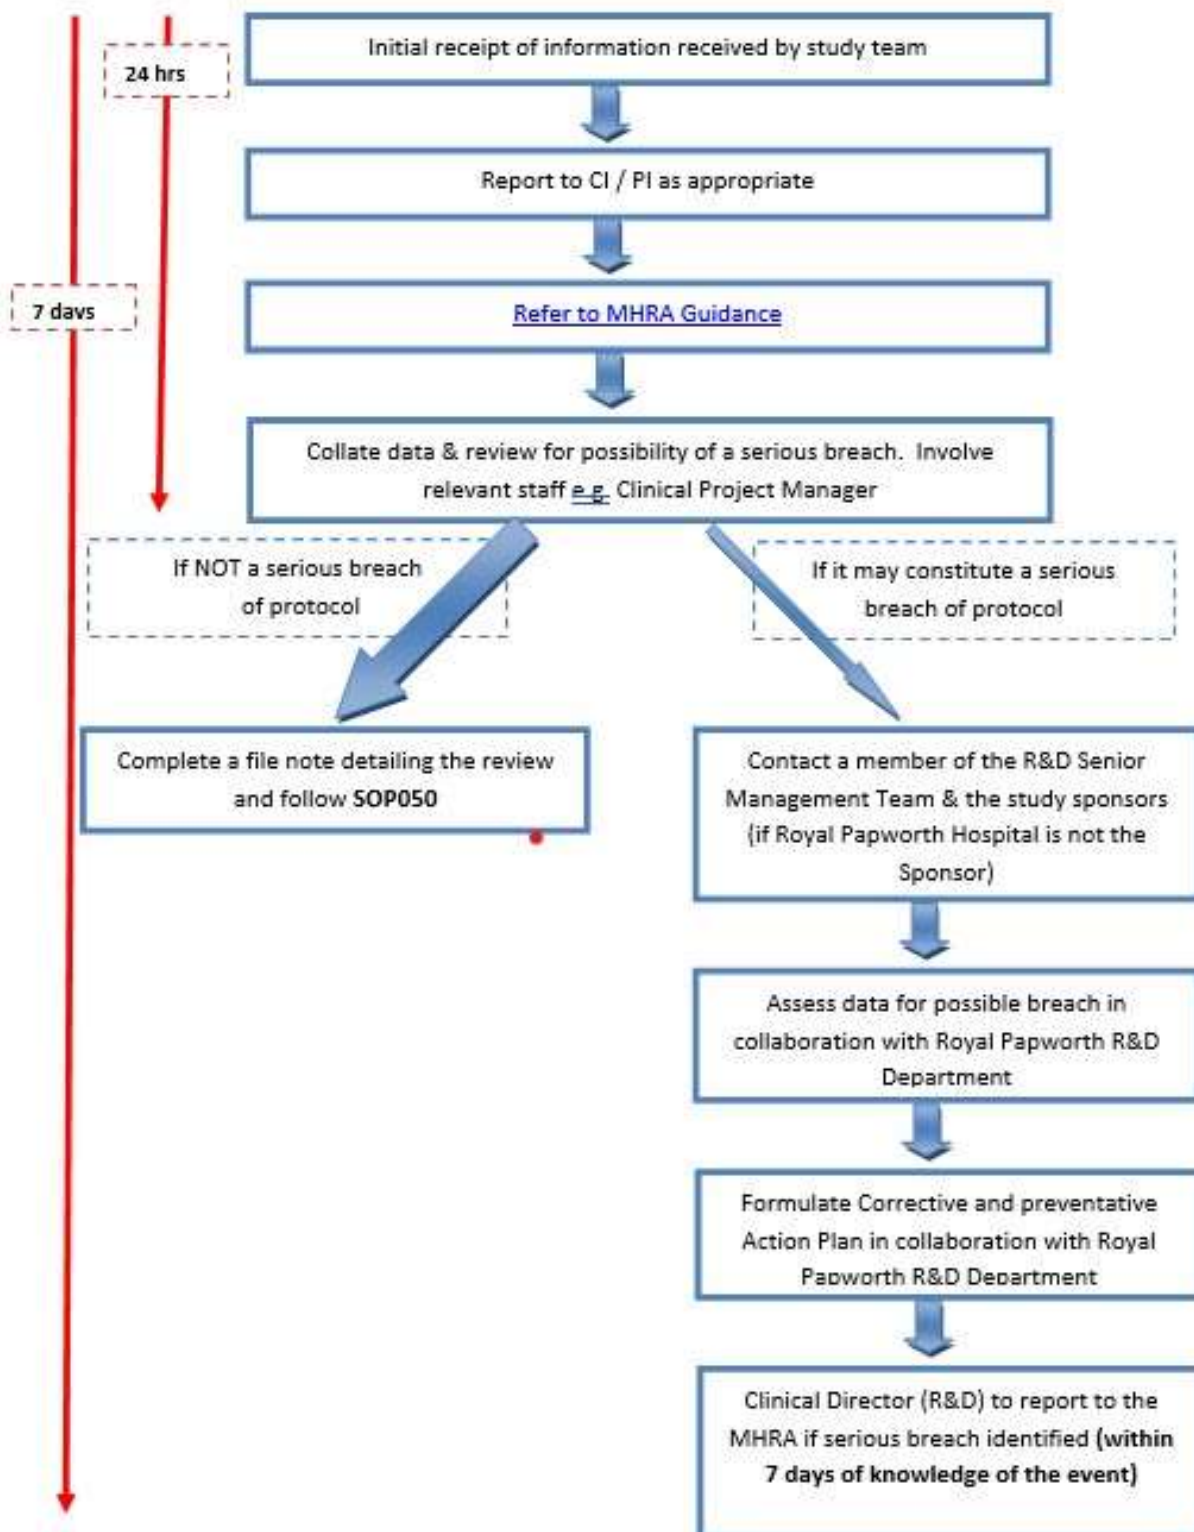 24 hrs
Initial receipt of information received by study team
Report to CI / PI as appropriate
7 days
Refer to MHRA Guidance
Collate data & review for possibility of a serious breach.  Involve
relevant staff e.g. Clinical Project Manager
If NOT a serious breach
of protocol
If it may constitute a serious
breach of protocol
Complete a file note detailing the review
and follow SOP050
Contact a member of the R&D Senior
Management Team & the study sponsors
(if Royal Papworth Hospital is not the
Sponsor)
Assess data for possible breach in
collaboration with Royal Papworth R&D
Department
Formulate Corrective and preventative
Action Plan in collaboration with Royal
Papworth R&D Department
Clinical Director (R&D) to report to the
MHRA if serious breach identified (within
7 days of knowledge of the event)